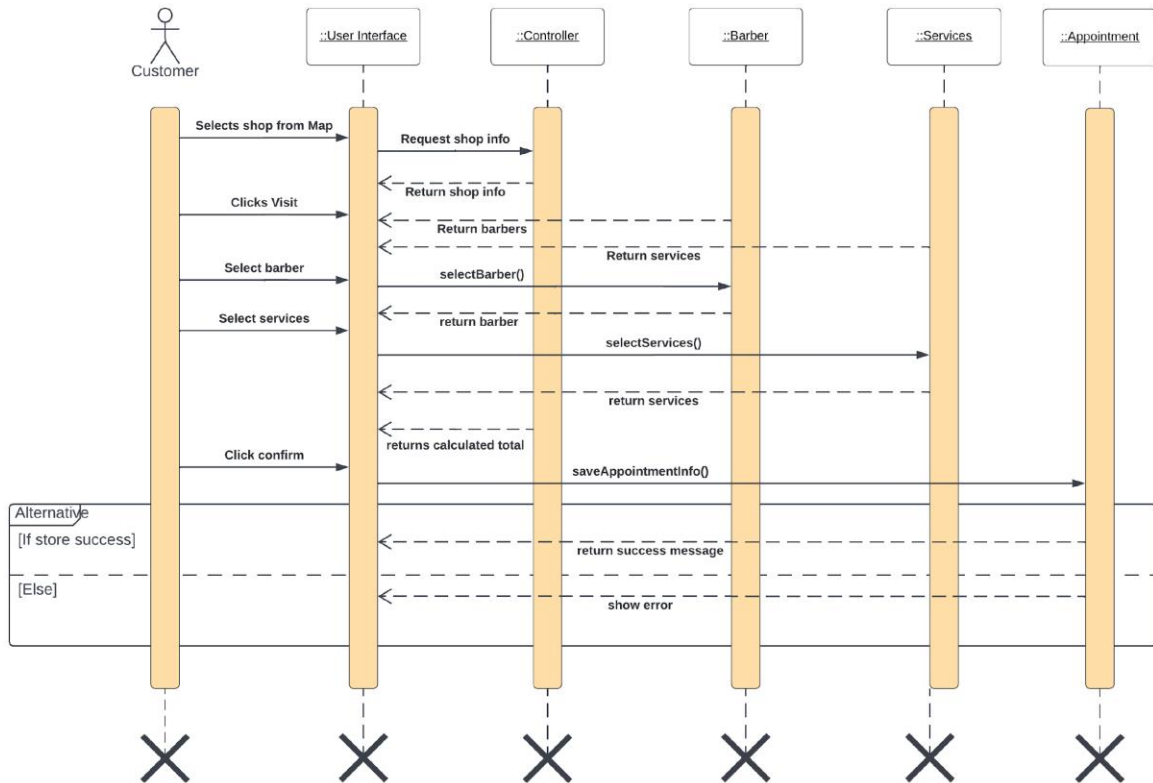 ::User Interface
::Controller
::Barber
::Services
::Appointment
Customer
Selects shop from Map
Request shop info
Return shop info
Clicks Visit
Return barbers
Return services
Select barber
selectBarber()
return barber
Select services
selectServices()
return services
returns calculated total
Click confirm
saveAppointmentInfo()
Alternative
[If store success]
return success message
[Else]
show error